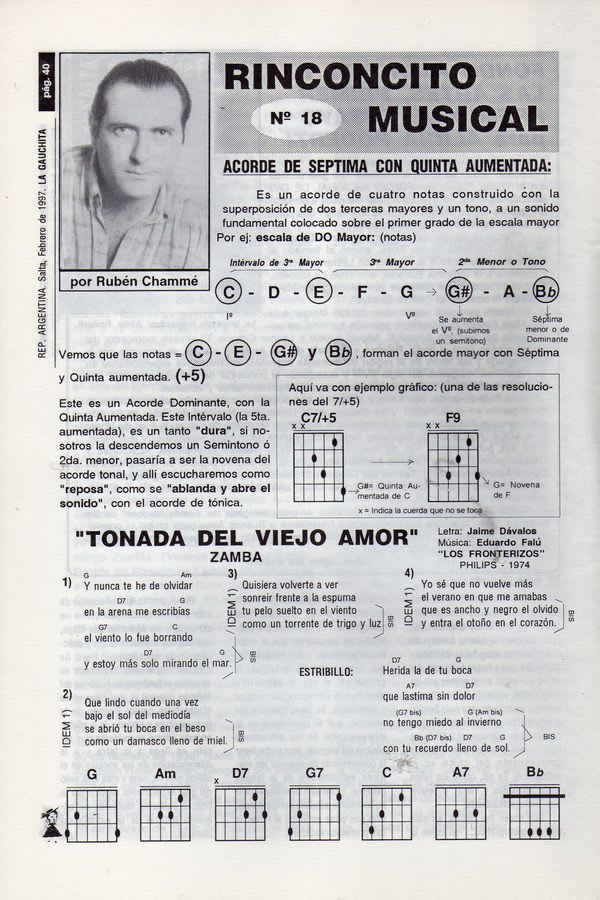 pág. 40
REP. ARGENTINA. Salta, Febrero de 1997. LA GAUCHITA
RINCONCITO
Nº 18 MUSICAL
por Rubén Chammé
ACORDE DE SEPTIMA CON QUINTA AUMENTADA:
Es un acorde de cuatro notas construido con la
superposición de dos terceras mayores y un tono, a un sonido
fundamental colocado sobre el primer grado de la escala mayor
Por ej: escala de DO Mayor: (notas)
Intérvalo de 3ra Mayor 3ra Mayor 2da Menor o Tono
C - D - E - F - G → G# - A - Bb
Iº Vº Se aumenta Séptima
el Vº, (subimos menor o de
un semitono) Dominante
Vemos que las notas = C - E - G# y Bb, forman el acorde mayor con Séptima
y Quinta aumentada. (+5)
Este es un Acorde Dominante, con la
Quinta Aumentada. Este Intérvalo (la 5ta.
aumentada), es un tanto "dura", si no-
sotros la descendemos un Semintono ó
2da. menor, pasaría a ser la novena del
acorde tonal, y allí escucharemos como
"reposa", como se "ablanda y abre el
sonido", con el acorde de tónica.
Aquí va con ejemplo gráfico: (una de las resolucio-
nes del 7/+5)
C7/+5 F9
x x x x
G#= Quinta Au-
mentada de C
G= Novena
de F
x = Indica la cuerda que no se toca
"TONADA DEL VIEJO AMOR"
ZAMBA
Letra: Jaime Dávalos
Música: Eduardo Falú
"LOS FRONTERIZOS"
PHILIPS - 1974
1)
G Am
Y nunca te he de olvidar
D7 G
en la arena me escribías
G7 C
el viento lo fue borrando
D7 G
y estoy más solo mirando el mar.
BIS
2)
IDEM 1)
Que lindo cuando una vez
bajo el sol del mediodía
se abrió tu boca en el beso
como un damasco lleno de miel.
BIS
3)
IDEM 1)
Quisiera volverte a ver
sonreir frente a la espuma
tu pelo suelto en el viento
como un torrente de trigo y luz
BIS
4)
IDEM 1)
Yo sé que no vuelve más
el verano en que me amabas
que es ancho y negro el olvido
y entra el otoño en el corazón.
BIS
ESTRIBILLO:
D7 G
Herida la de tu boca
A7 D7
que lastima sin dolor
(G7 bis) G (Am bis)
no tengo miedo al invierno
Bb (D7 bis) D7 G
con tu recuerdo lleno de sol.
BIS
G Am D7 G7 C A7 Bb
x